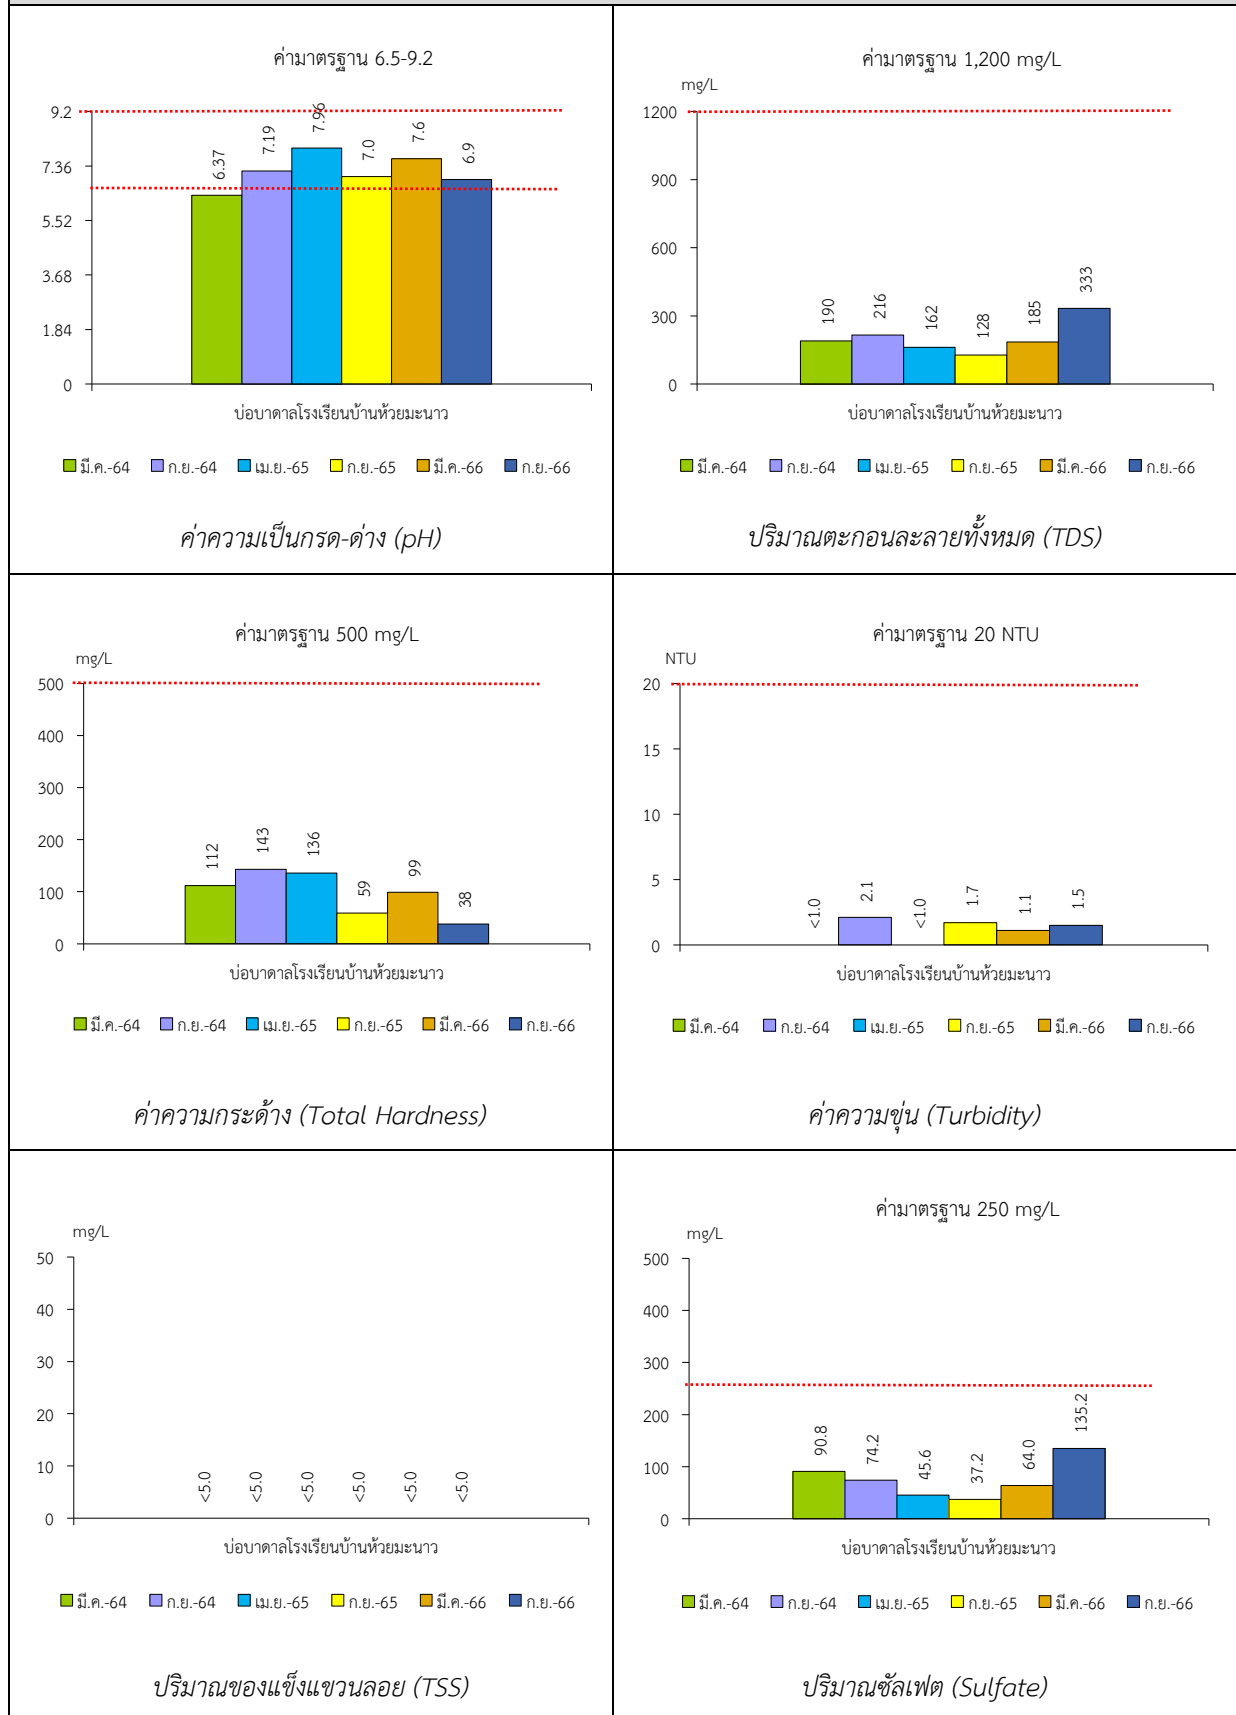 ค่ามาตรฐาน 6.5-9.2
9.2
7.36
5.52
3.68
1.84
0
6.37
7.19
7.96
7.0
7.6
6.9
บ่อบาดาลโรงเรียนบ้านห้วยมะนาว
มี.ค.-64 ก.ย.-64 เม.ย.-65 ก.ย.-65 มี.ค.-66 ก.ย.-66
ค่าความเป็นกรด-ด่าง (pH)
ค่ามาตรฐาน 1,200 mg/L
mg/L
1200
900
600
300
0
190
216
162
128
185
333
บ่อบาดาลโรงเรียนบ้านห้วยมะนาว
มี.ค.-64 ก.ย.-64 เม.ย.-65 ก.ย.-65 มี.ค.-66 ก.ย.-66
ปริมาณตะกอนละลายทั้งหมด (TDS)
ค่ามาตรฐาน 500 mg/L
mg/L
500
400
300
200
100
0
112
143
136
59
99
38
บ่อบาดาลโรงเรียนบ้านห้วยมะนาว
มี.ค.-64 ก.ย.-64 เม.ย.-65 ก.ย.-65 มี.ค.-66 ก.ย.-66
ค่าความกระด้าง (Total Hardness)
ค่ามาตรฐาน 20 NTU
NTU
20
15
10
5
0
<1.0
2.1
<1.0
1.7
1.1
1.5
บ่อบาดาลโรงเรียนบ้านห้วยมะนาว
มี.ค.-64 ก.ย.-64 เม.ย.-65 ก.ย.-65 มี.ค.-66 ก.ย.-66
ค่าความขุ่น (Turbidity)
mg/L
50
40
30
20
10
0
<5.0
<5.0
<5.0
<5.0
<5.0
<5.0
บ่อบาดาลโรงเรียนบ้านห้วยมะนาว
มี.ค.-64 ก.ย.-64 เม.ย.-65 ก.ย.-65 มี.ค.-66 ก.ย.-66
ปริมาณของแข็งแขวนลอย (TSS)
ค่ามาตรฐาน 250 mg/L
mg/L
500
400
300
200
100
0
90.8
74.2
45.6
37.2
64.0
135.2
บ่อบาดาลโรงเรียนบ้านห้วยมะนาว
มี.ค.-64 ก.ย.-64 เม.ย.-65 ก.ย.-65 มี.ค.-66 ก.ย.-66
ปริมาณซัลเฟต (Sulfate)